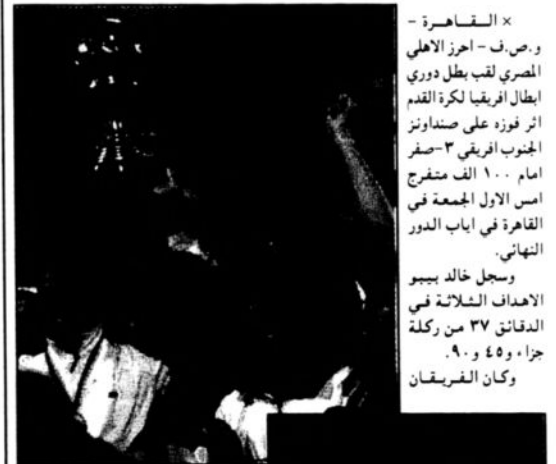 × الـقـاهـرة -
و.ص.ف - احرز الاهلي
المصري لقب بطل دوري
ابطال افريقيا لكرة القدم
اثر فوزه على صنداونز
الجنوب افريقي ٣-صفر
امام ١٠٠ الف متفرج
امس الاول الجمعة في
القاهرة في اياب الدور
النهائي.
وسجل خالد بيبو
الاهداف الثلاثة في
الدقائق ٣٧ من ركلة
جزاء و٤٥ و٩٠.
وكان الفريقان